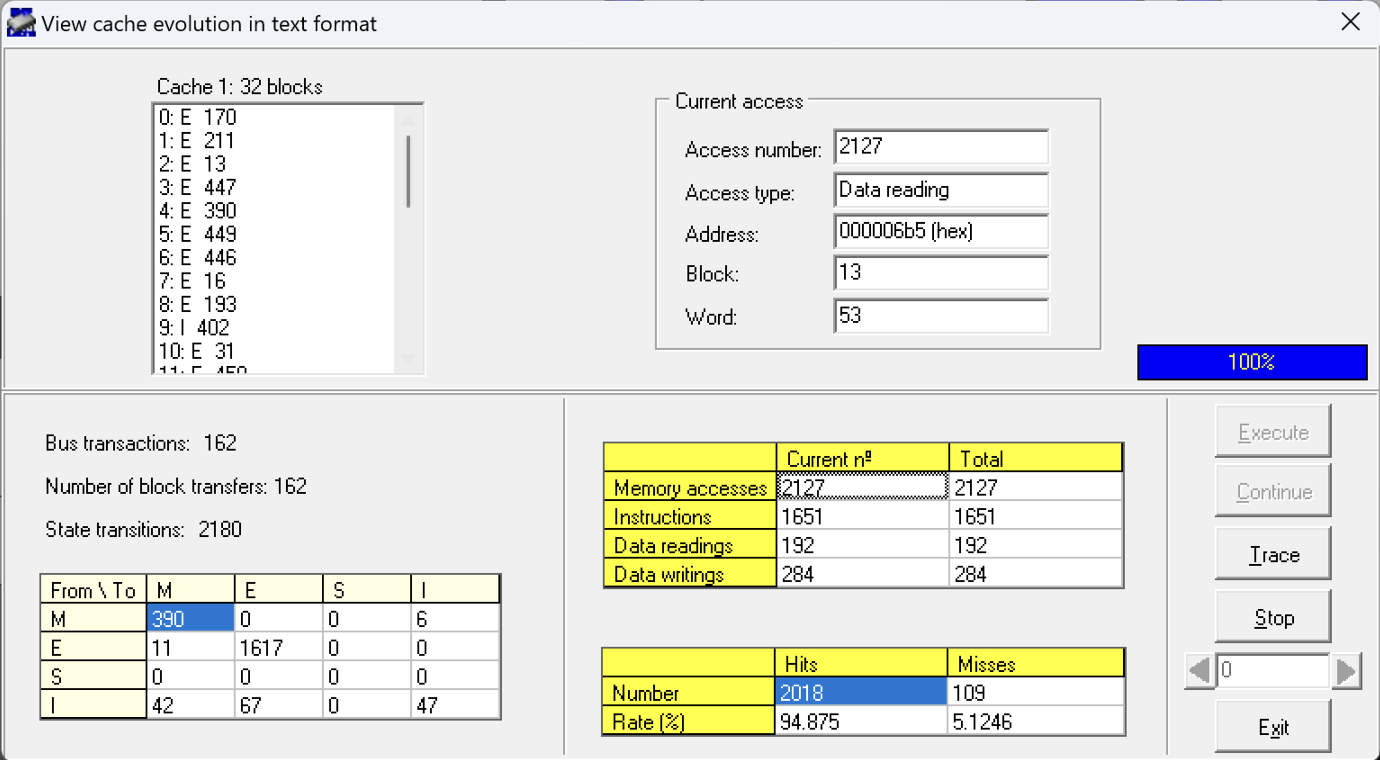 View cache evolution in text format
Cache 1: 32 blocks
0: E 170
1: E 211
2: E 13
3: E 447
4: E 390
5: E 449
6: E 446
7: E 16
8: E 193
9: I 402
10: E 31
Current access
Access number: 2127
Access type: Data reading
Address: 000006b5 (hex)
Block: 13
Word: 53
100%
Bus transactions: 162
Number of block transfers: 162
State transitions: 2180
From \ To M E S I
M 390 0 0 6
E 11 1617 0 0
S 0 0 0 0
I 42 67 0 47
Current nº Total
Memory accesses 2127 2127
Instructions 1651 1651
Data readings 192 192
Data writings 284 284
Hits Misses
Number 2018 109
Rate (%) 94.875 5.1246
Execute
Continue
Trace
Stop
0
Exit